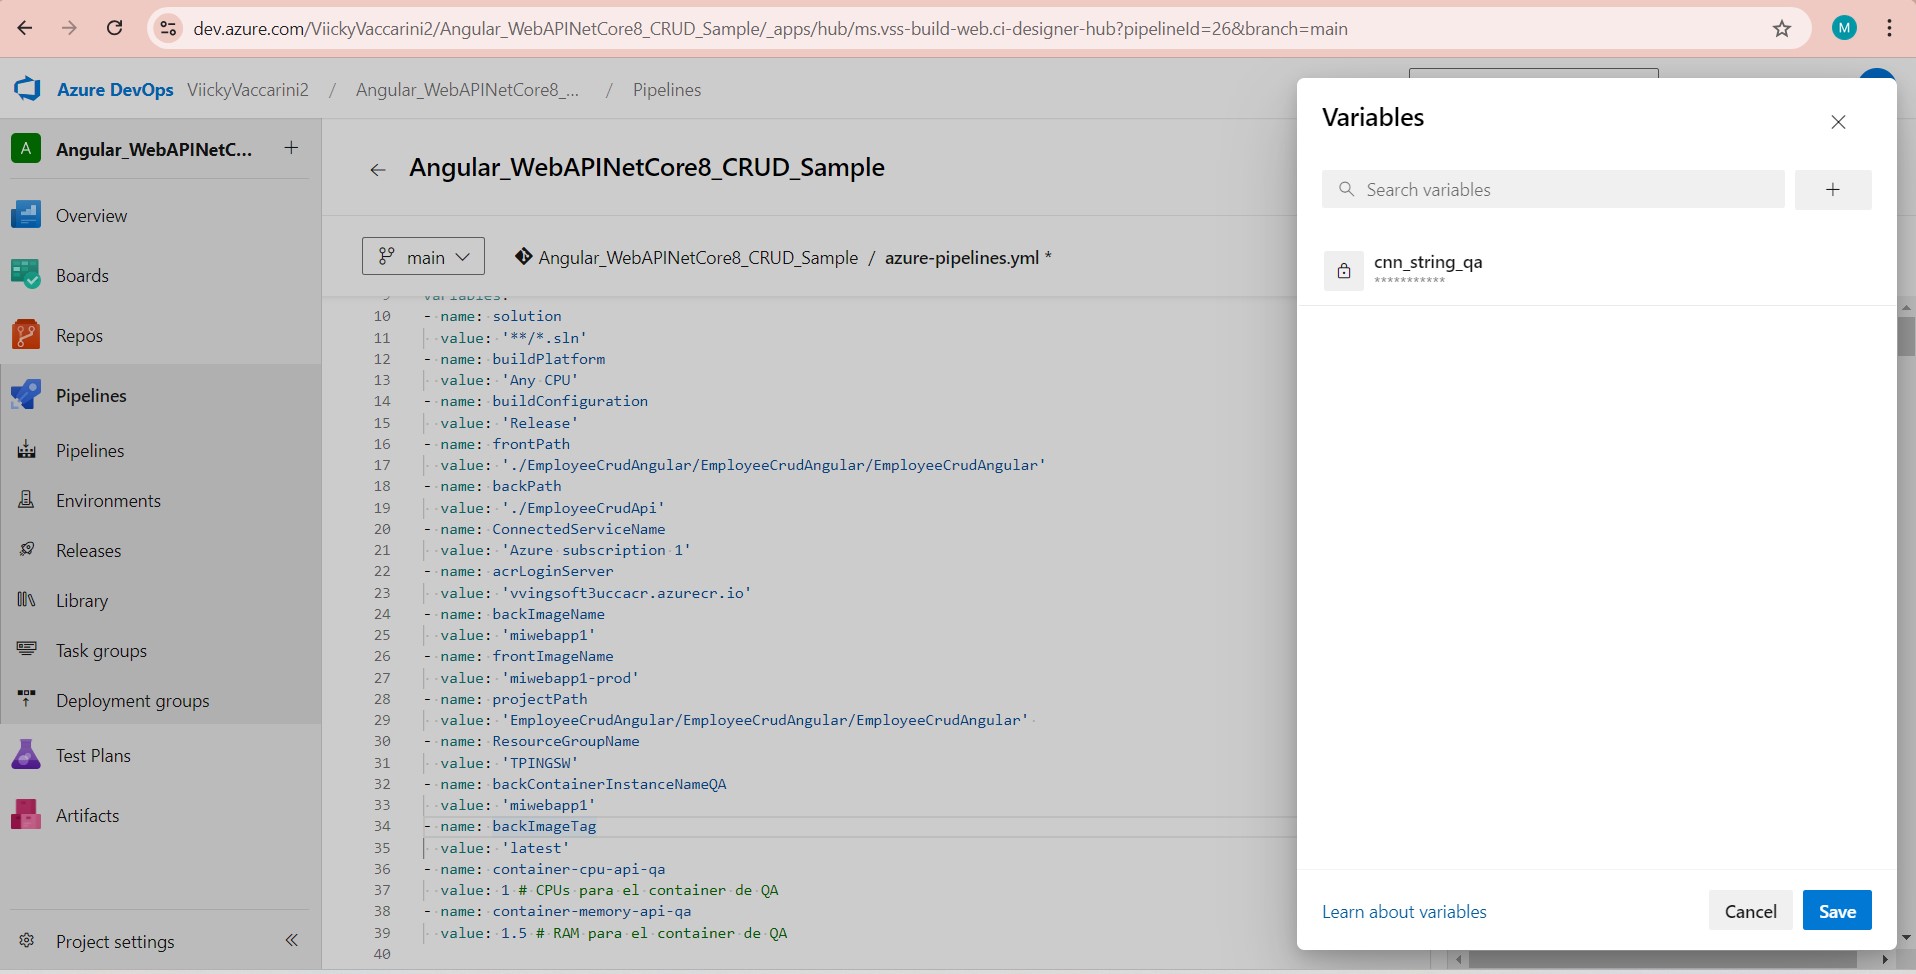 dev.azure.com/ViickyVaccarini2/Angular_WebAPINetCore8_CRUD_Sample/_apps/hub/ms.vss-build-web.ci-designer-hub?pipelineId=26&branch=main
M
Azure DevOps ViickyVaccarini2 / Angular_WebAPINetCore8_... / Pipelines
A Angular_WebAPINetC... +
Overview
Boards
Repos
Pipelines
Pipelines
Environments
Releases
Library
Task groups
Deployment groups
Test Plans
Artifacts
Project settings
Angular_WebAPINetCore8_CRUD_Sample
main
Angular_WebAPINetCore8_CRUD_Sample / azure-pipelines.yml *
9 variables:
10 - name: solution
11 value: '**/*.sln'
12 - name: buildPlatform
13 value: 'Any CPU'
14 - name: buildConfiguration
15 value: 'Release'
16 - name: frontPath
17 value: './EmployeeCrudAngular/EmployeeCrudAngular/EmployeeCrudAngular'
18 - name: backPath
19 value: './EmployeeCrudApi'
20 - name: ConnectedServiceName
21 value: 'Azure subscription 1'
22 - name: acrLoginServer
23 value: 'vvingsoft3uccacr.azurecr.io'
24 - name: backImageName
25 value: 'miwebapp1'
26 - name: frontImageName
27 value: 'miwebapp1-prod'
28 - name: projectPath
29 value: 'EmployeeCrudAngular/EmployeeCrudAngular/EmployeeCrudAngular'
30 - name: ResourceGroupName
31 value: 'TPINGSW'
32 - name: backContainerInstanceNameQA
33 value: 'miwebapp1'
34 - name: backImageTag
35 value: 'latest'
36 - name: container-cpu-api-qa
37 value: 1 # CPUs para el container de QA
38 - name: container-memory-api-qa
39 value: 1.5 # RAM para el container de QA
40
Variables
Search variables
+
cnn_string_qa
***********
Learn about variables
Cancel
Save